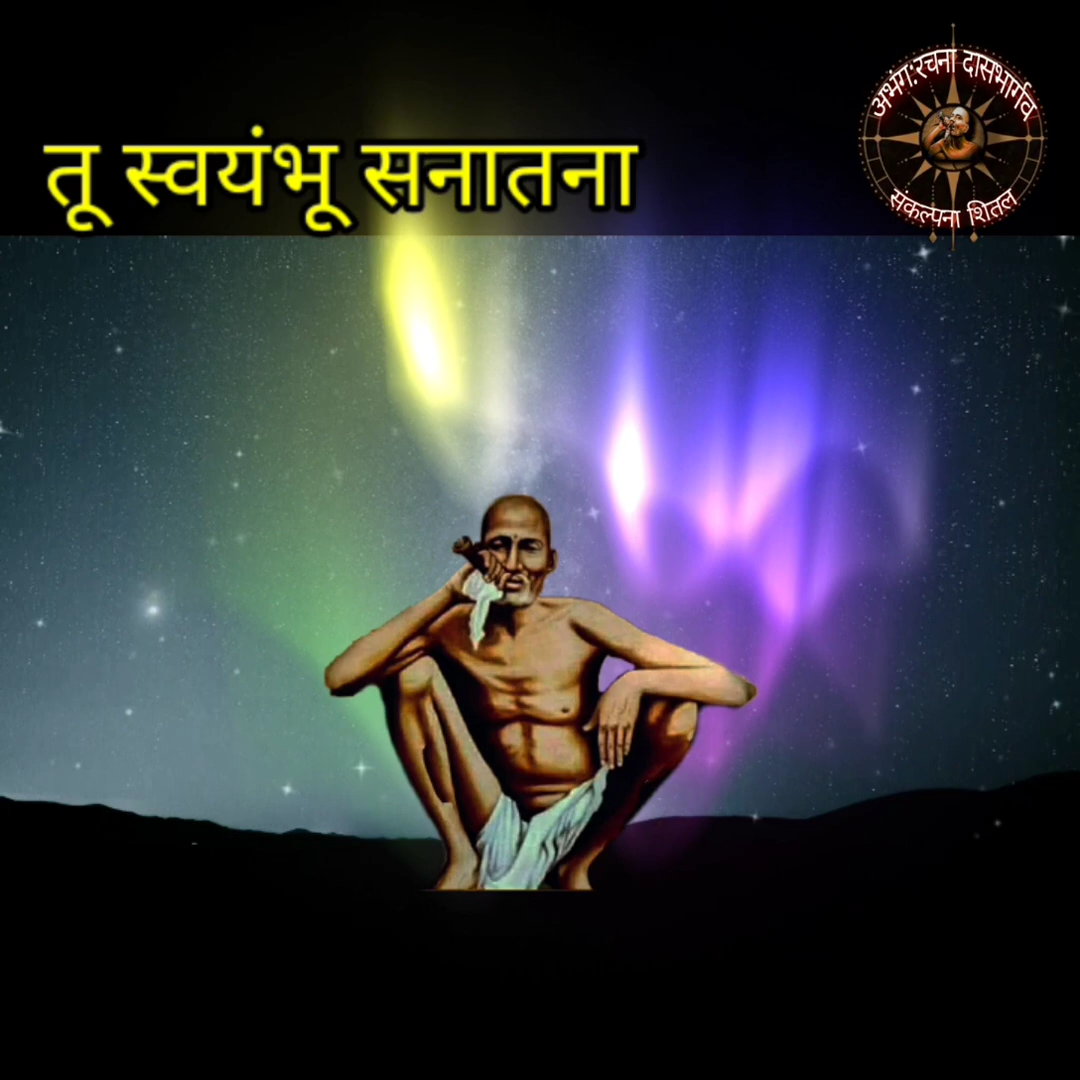 तू स्वयंभू सनातना
अभंग:रचना दासभार्गव
संकल्पना शितल